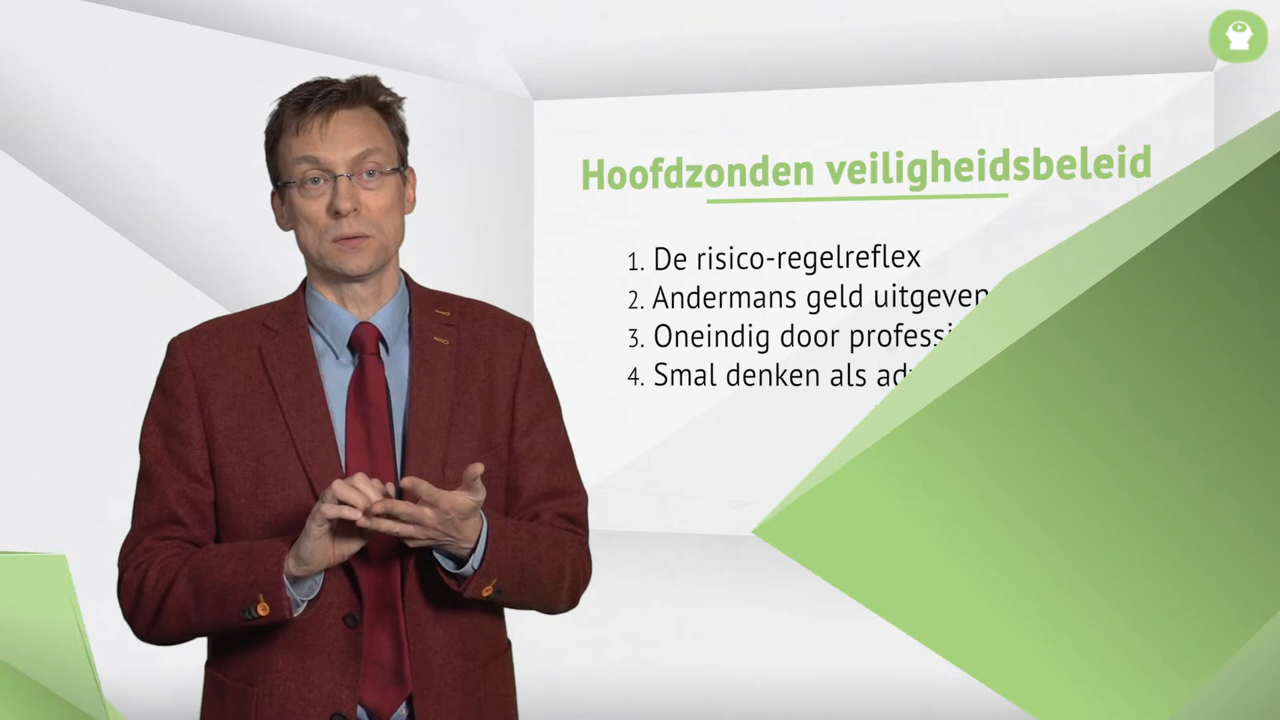 Hoofdzonden veiligheidsbeleid
1. De risico-regelreflex
2. Andermans geld uitgeven
3. Oneindig door
4. Smal denken als